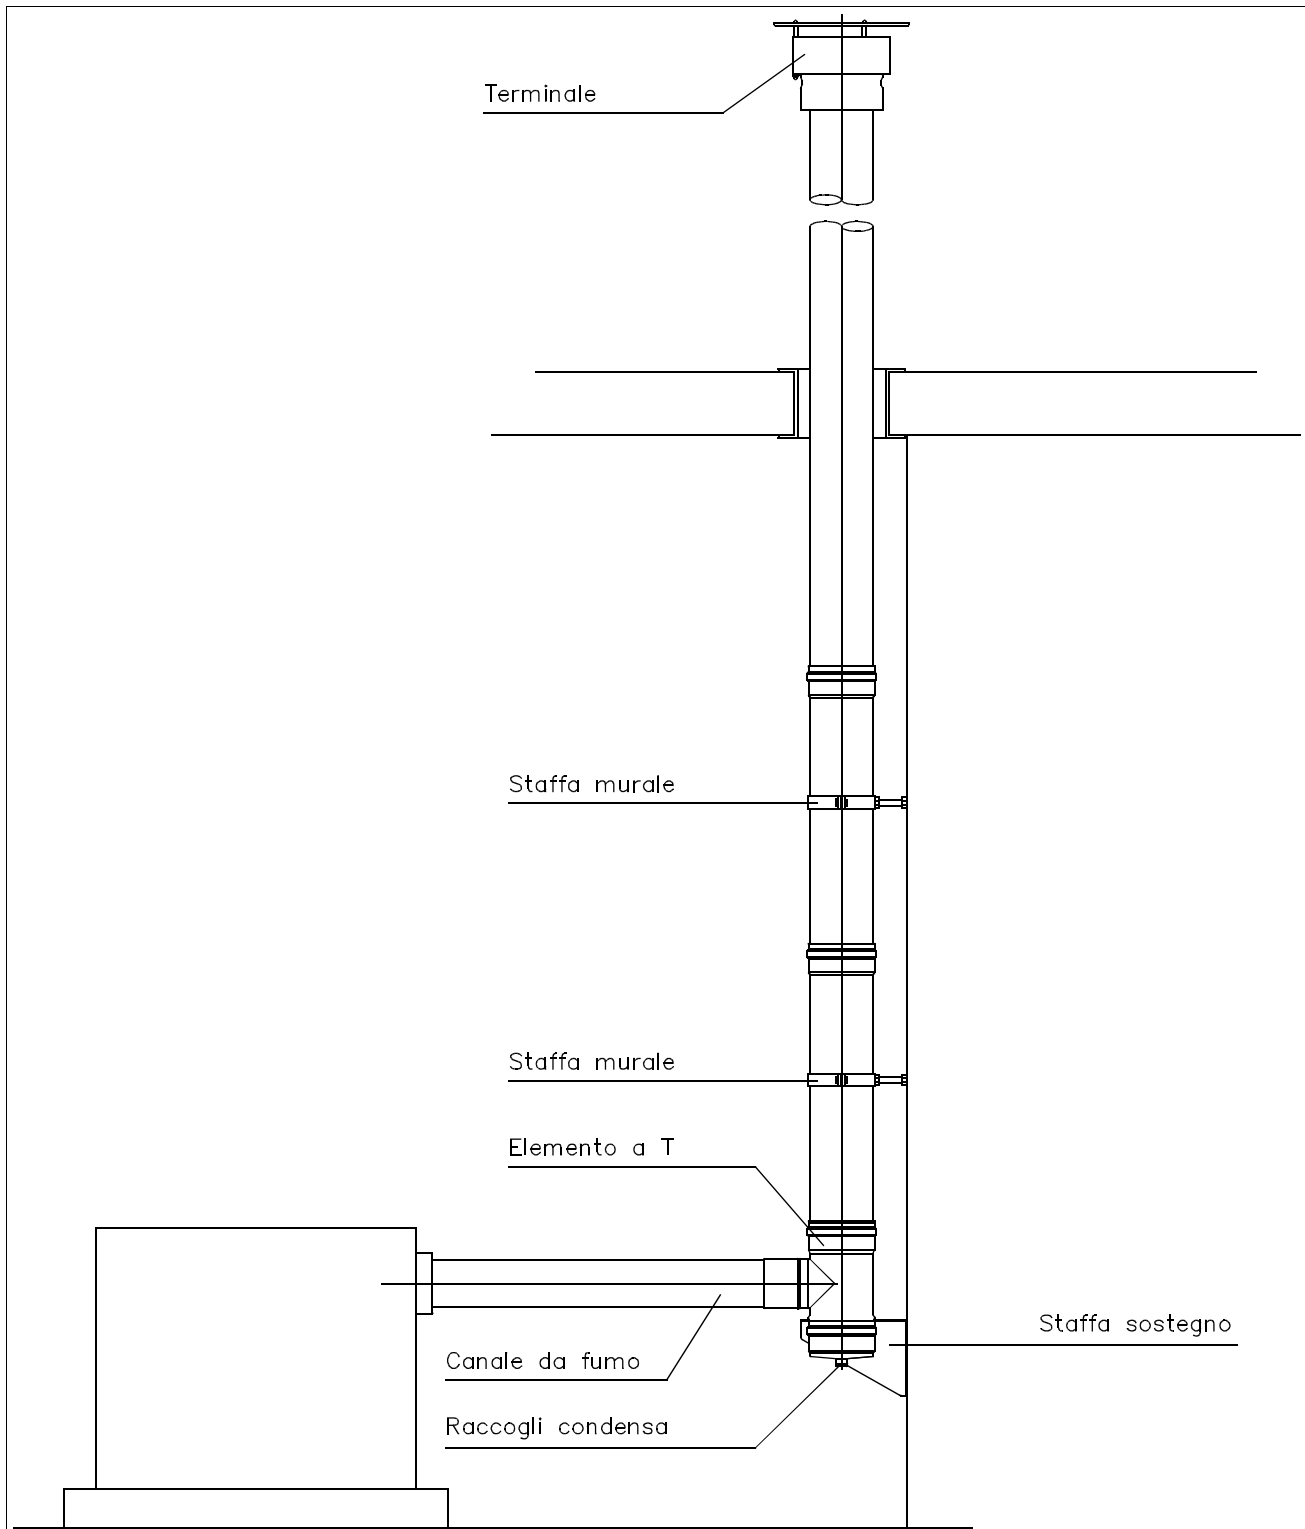 Terminale
Staffa murale
Staffa murale
Elemento a T
Staffa sostegno
Canale da fumo
Raccogli condensa